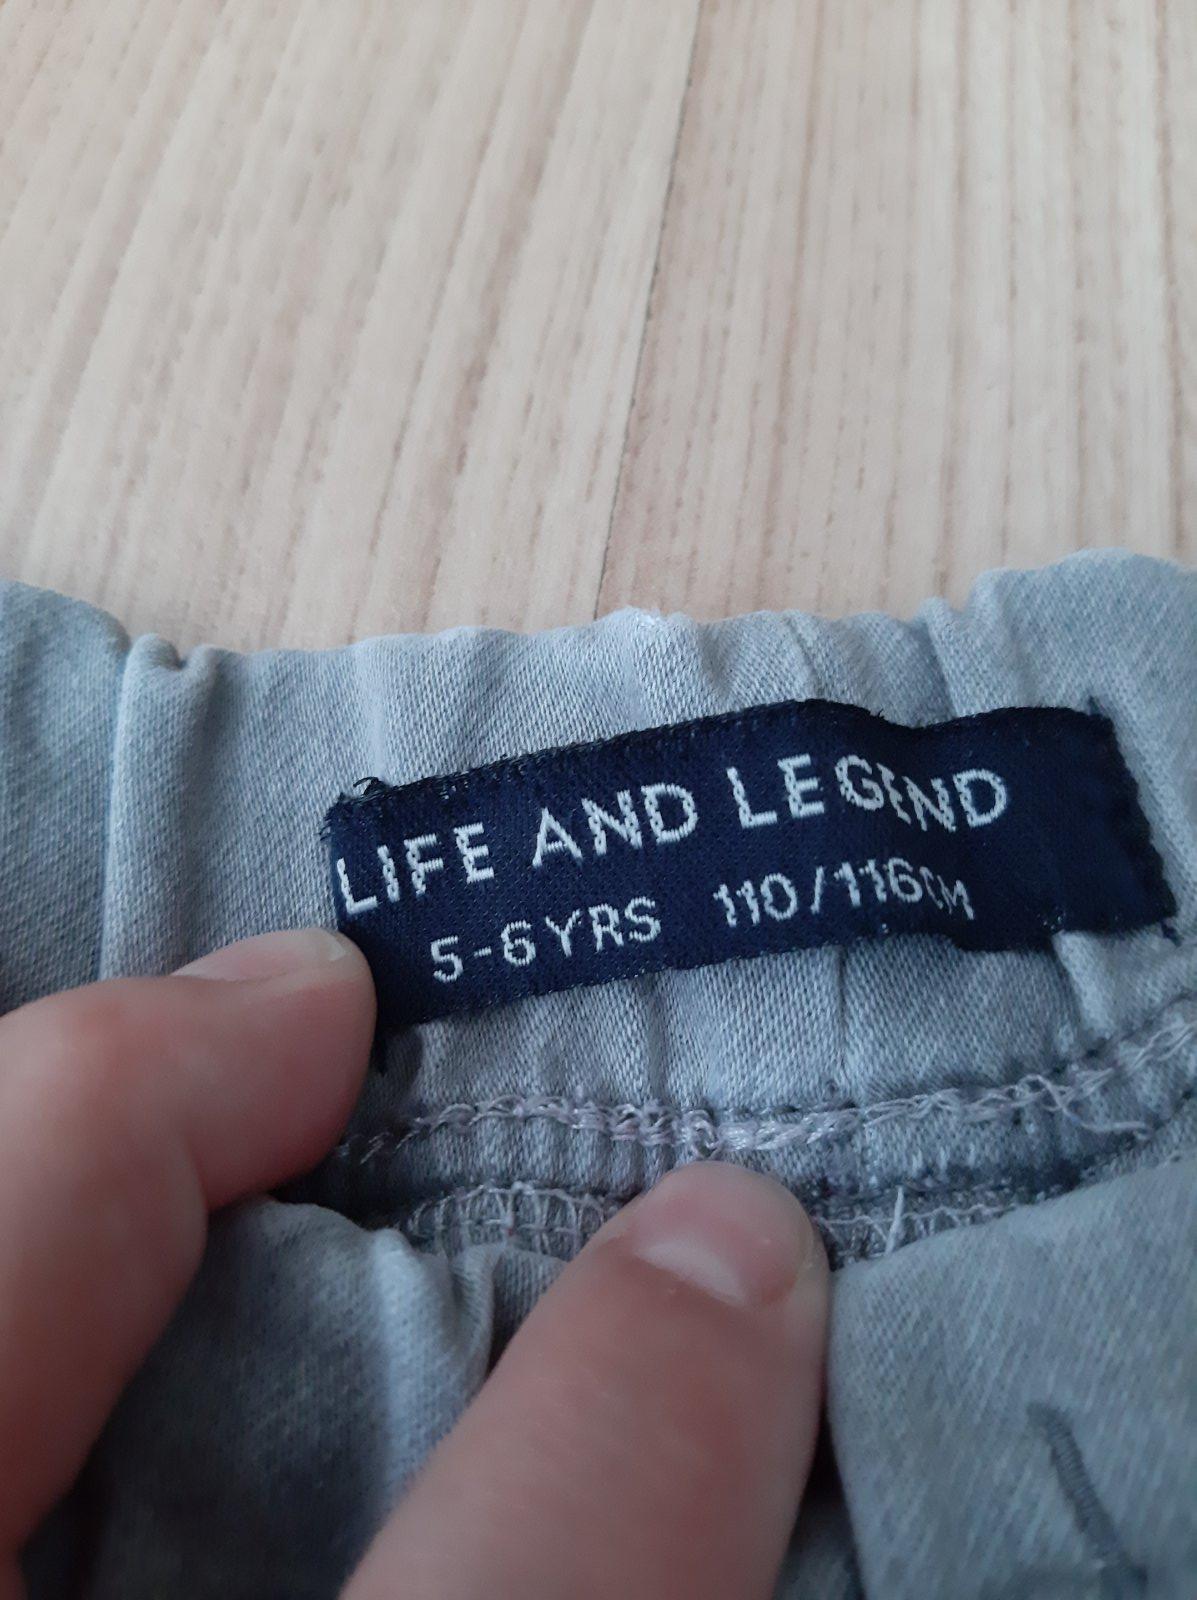 LIFE AND LEGEND
5-6YRS 110/116CM